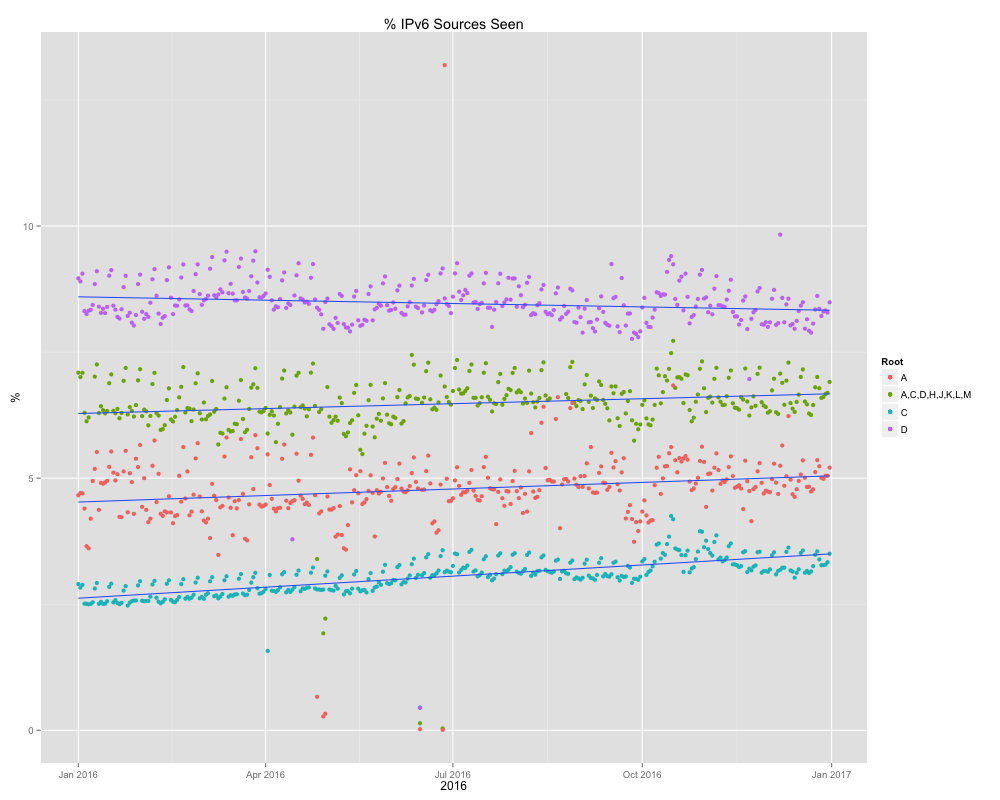 % IPv6 Sources Seen
%
10
5
0
Jan 2016
Apr 2016
Jul 2016
Oct 2016
Jan 2017
2016
Root
A
A,C,D,H,J,K,L,M
C
D